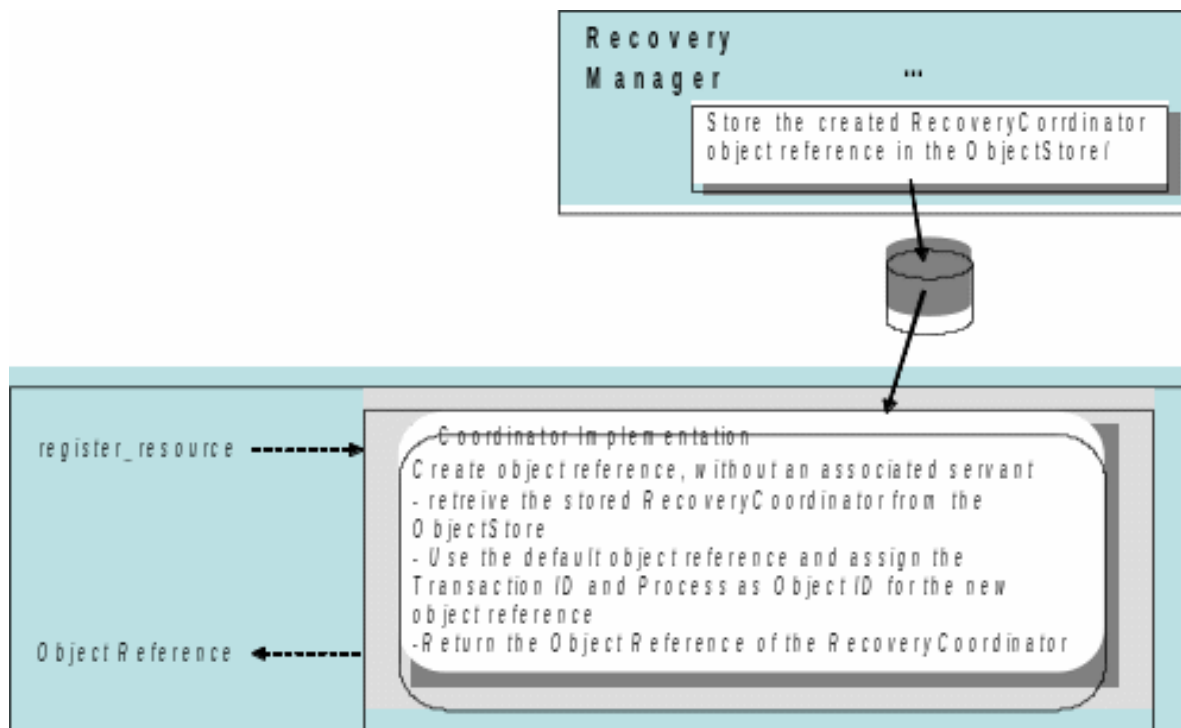 Recovery
Manager ...
Store the created RecoveryCorrdinator
object reference in the ObjectStore/
register_resource
Coordinator Implementation
Create object reference, without an associated servant
- retreive the stored RecoveryCoordinator from the
ObjectStore
- Use the default object reference and assign the
Transaction ID and Process as Object ID for the new
object reference
-Return the Object Reference of the RecoveryCoordinator
ObjectReference